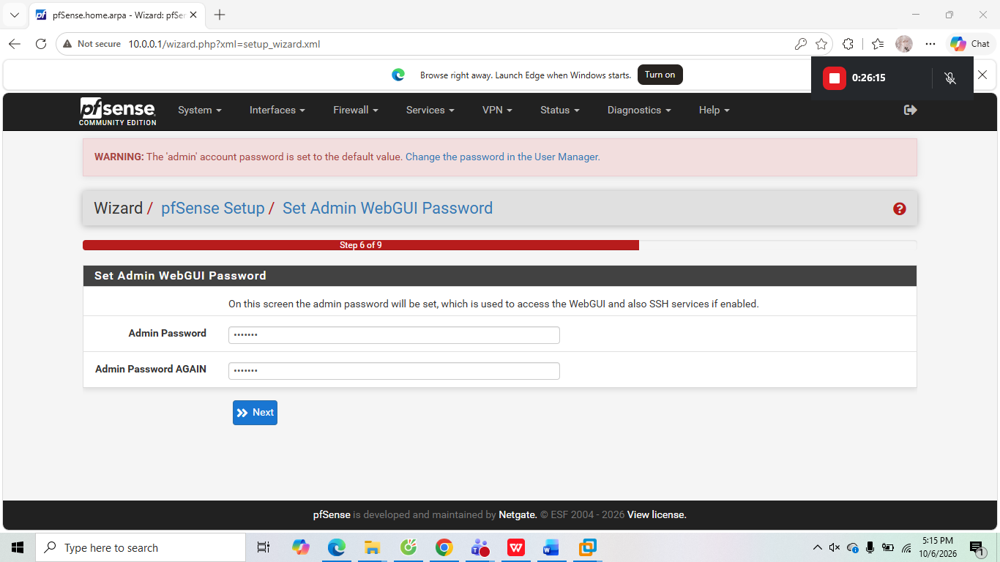 pfSense.home.arpa - Wizard: pfSen
Not secure 10.0.0.1/wizard.php?xml=setup_wizard.xml
Chat
Browse right away. Launch Edge when Windows starts. Turn on
0:26:15
pfsense
COMMUNITY EDITION
System Interfaces Firewall Services VPN Status Diagnostics Help
WARNING: The 'admin' account password is set to the default value. Change the password in the User Manager.
Wizard / pfSense Setup / Set Admin WebGUI Password
Step 6 of 9
Set Admin WebGUI Password
On this screen the admin password will be set, which is used to access the WebGUI and also SSH services if enabled.
Admin Password •••••••
Admin Password AGAIN •••••••
Next
pfSense is developed and maintained by Netgate. © ESF 2004 - 2026 View license.
Type here to search
5:15 PM
10/6/2026
1